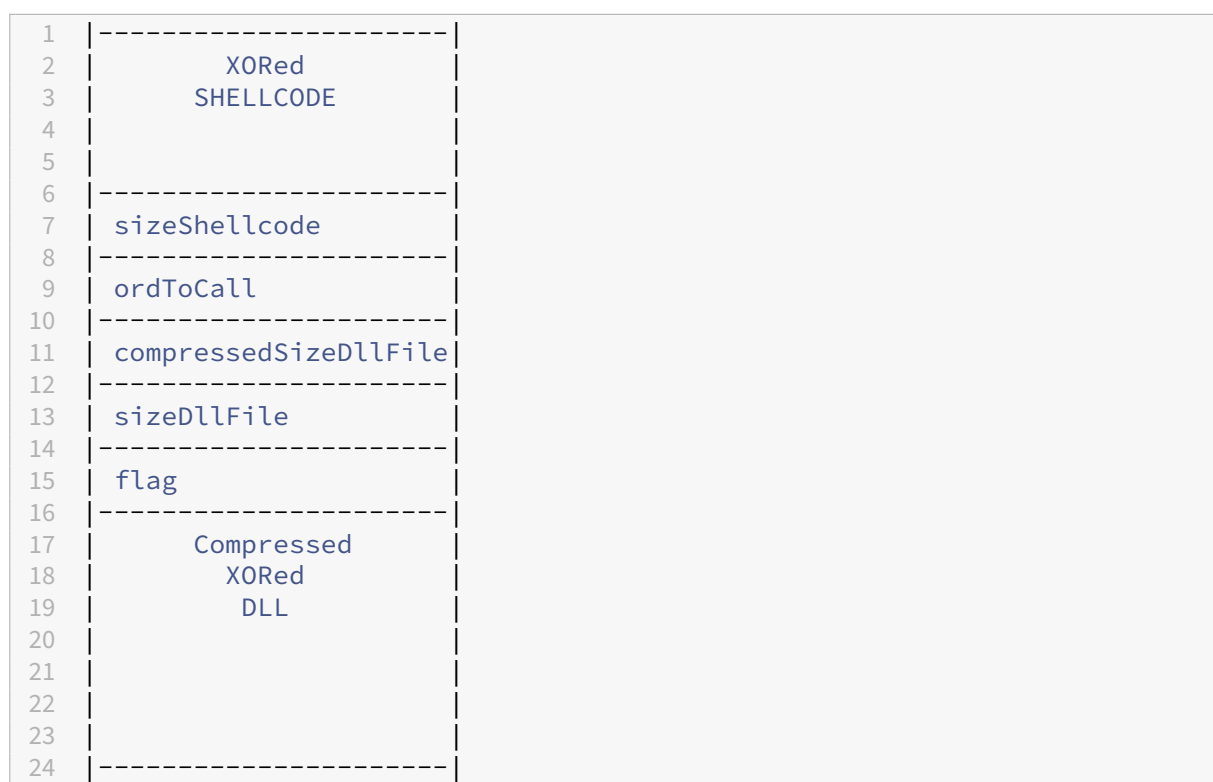 1 |----------------------|
2 |        XORed         |
3 |      SHELLCODE       |
4 |                      |
5 |                      |
6 |----------------------|
7 | sizeShellcode        |
8 |----------------------|
9 | ordToCall            |
10 |----------------------|
11 | compressedSizeDllFile|
12 |----------------------|
13 | sizeDllFile          |
14 |----------------------|
15 | flag                 |
16 |----------------------|
17 |      Compressed      |
18 |        XORed         |
19 |         DLL          |
20 |                      |
21 |                      |
22 |                      |
23 |                      |
24 |----------------------|